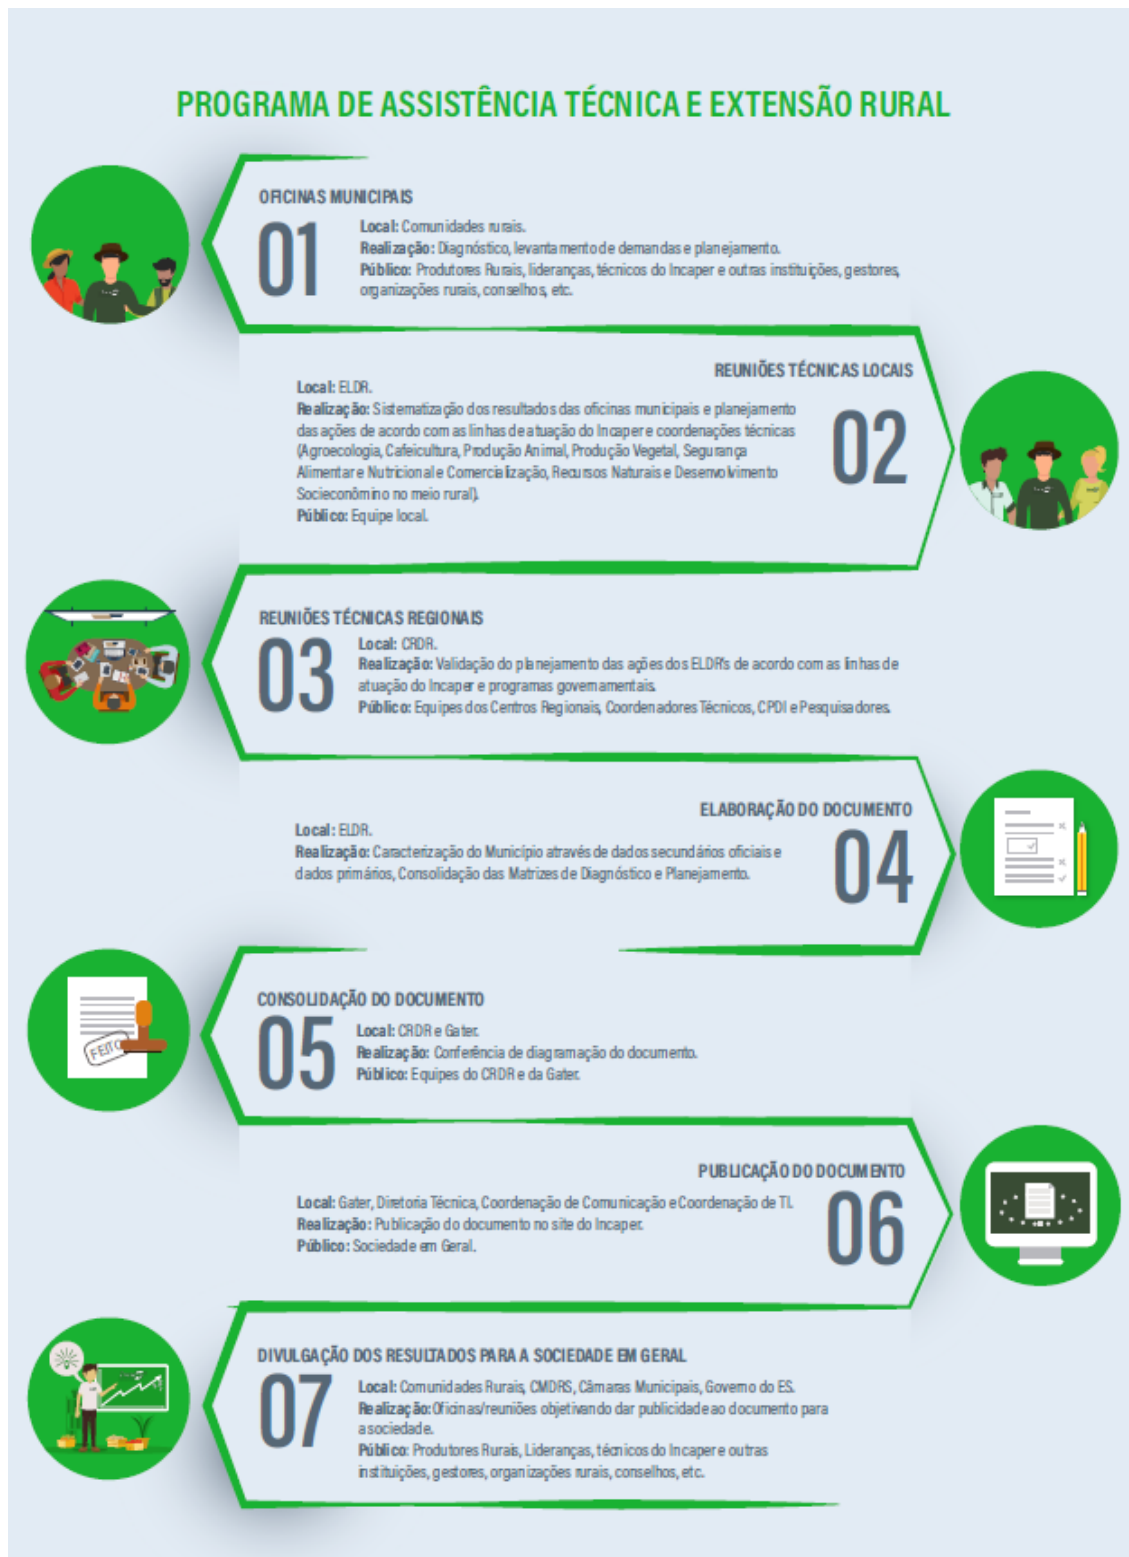 PROGRAMA DE ASSISTÊNCIA TÉCNICA E EXTENSÃO RURAL
OFICINAS MUNICIPAIS
01
Local: Comunidades rurais.
Realização: Diagnóstico, levantamento de demandas e planejamento.
Público: Produtores Rurais, lideranças, técnicos do Incaper e outras instituições, gestores,
organizações rurais, conselhos, etc.
REUNIÕES TÉCNICAS LOCAIS
02
Local: ELDR.
Realização: Sistematização dos resultados das oficinas municipais e planejamento
das ações de acordo com as linhas de atuação do Incaper e coordenações técnicas
(Agroecologia, Cafeicultura, Produção Animal, Produção Vegetal, Segurança
Alimentar e Nutricional e Comercialização, Recursos Naturais e Desenvolvimento
Socieconômino no meio rural).
Público: Equipe local.
REUNIÕES TÉCNICAS REGIONAIS
03
Local: CRDR.
Realização: Validação do planejamento das ações dos ELDR's de acordo com as linhas de
atuação do Incaper e programas governamentais.
Público: Equipes dos Centros Regionais, Coordenadores Técnicos, CPDI e Pesquisadores.
ELABORAÇÃO DO DOCUMENTO
04
Local: ELDR.
Realização: Caracterização do Município através de dados secundários oficiais e
dados primários, Consolidação das Matrizes de Diagnóstico e Planejamento.
CONSOLIDAÇÃO DO DOCUMENTO
05
Local: CRDR e Gater.
Realização: Conferência de diagramação do documento.
Público: Equipes do CRDR e da Gater.
FEITO
PUBLICAÇÃO DO DOCUMENTO
06
Local: Gater, Diretoria Técnica, Coordenação de Comunicação e Coordenação de TI.
Realização: Publicação do documento no site do Incaper.
Público: Sociedade em Geral.
DIVULGAÇÃO DOS RESULTADOS PARA A SOCIEDADE EM GERAL
07
Local: Comunidades Rurais, CMDRS, Câmaras Municipais, Governo do ES.
Realização: Oficinas/reuniões objetivando dar publicidade ao documento para
a sociedade.
Público: Produtores Rurais, Lideranças, técnicos do Incaper e outras
instituições, gestores, organizações rurais, conselhos, etc.